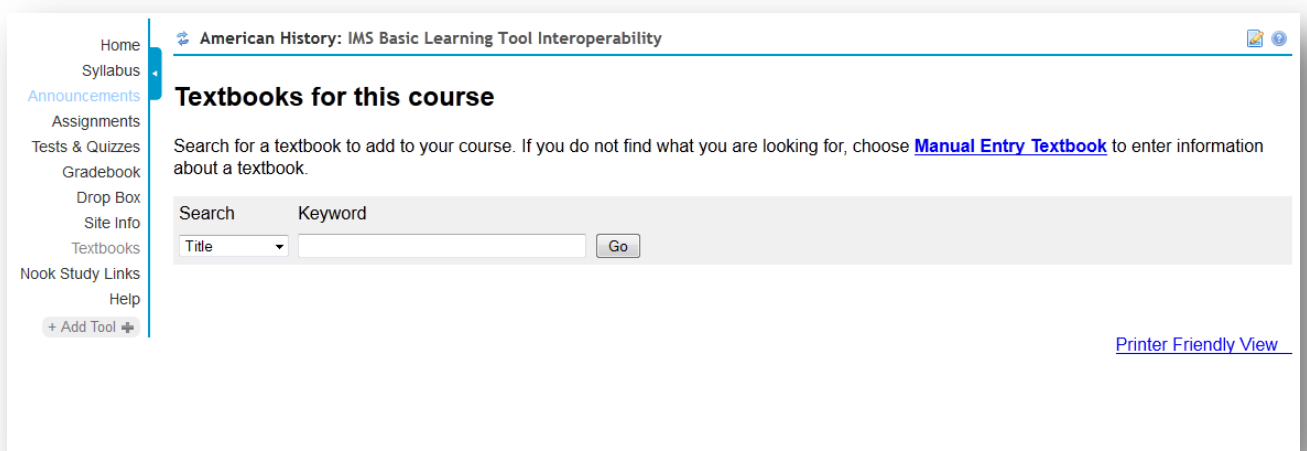 Home
Syllabus
Announcements
Assignments
Tests & Quizzes
Gradebook
Drop Box
Site Info
Textbooks
Nook Study Links
Help
+ Add Tool
American History: IMS Basic Learning Tool Interoperability
Textbooks for this course
Search for a textbook to add to your course. If you do not find what you are looking for, choose Manual Entry Textbook to enter information
about a textbook.
Search Keyword
Title Go
Printer Friendly View